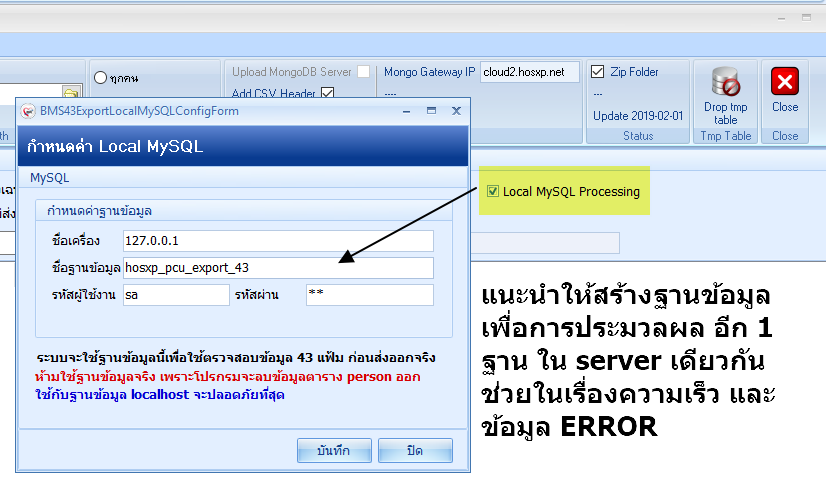 ทุกคน
Upload MongoDB Server
Mongo Gateway IP
cloud2.hosxp.net
Zip Folder
Add CSV Header
----
---
Update 2019-02-01
Drop tmp
table
Close
Status
Tmp Table
Close
BMS43ExportLocalMySQLConfigForm
กำหนดค่า Local MySQL
MySQL
Local MySQL Processing
กำหนดค่าฐานข้อมูล
ชื่อเครื่อง 127.0.0.1
ชื่อฐานข้อมูล hosxp_pcu_export_43
รหัสผู้ใช้งาน sa รหัสผ่าน **
แนะนำให้สร้างฐานข้อมูล
เพื่อการประมวลผล อีก 1
ฐาน ใน server เดียวกัน
ช่วยในเรื่องความเร็ว และ
ข้อมูล ERROR
ระบบจะใช้ฐานข้อมูลนี้เพื่อใช้ตรวจสอบข้อมูล 43 แฟ้ม ก่อนส่งออกจริง
ห้ามใช้ฐานข้อมูลจริง เพราะโปรกรมจะลบข้อมูลตาราง person ออก
ใช้กับฐานข้อมูล localhost จะปลอดภัยที่สุด
บันทึก
ปิด